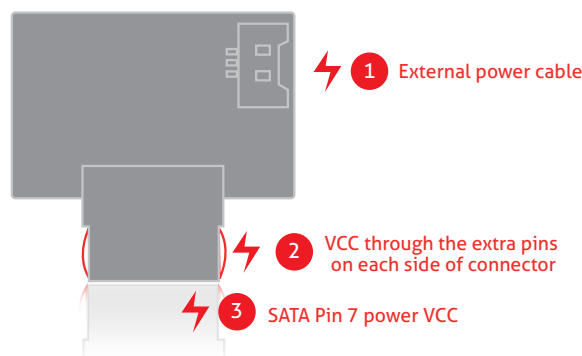 1 External power cable
2 VCC through the extra pins
on each side of connector
3 SATA Pin 7 power VCC